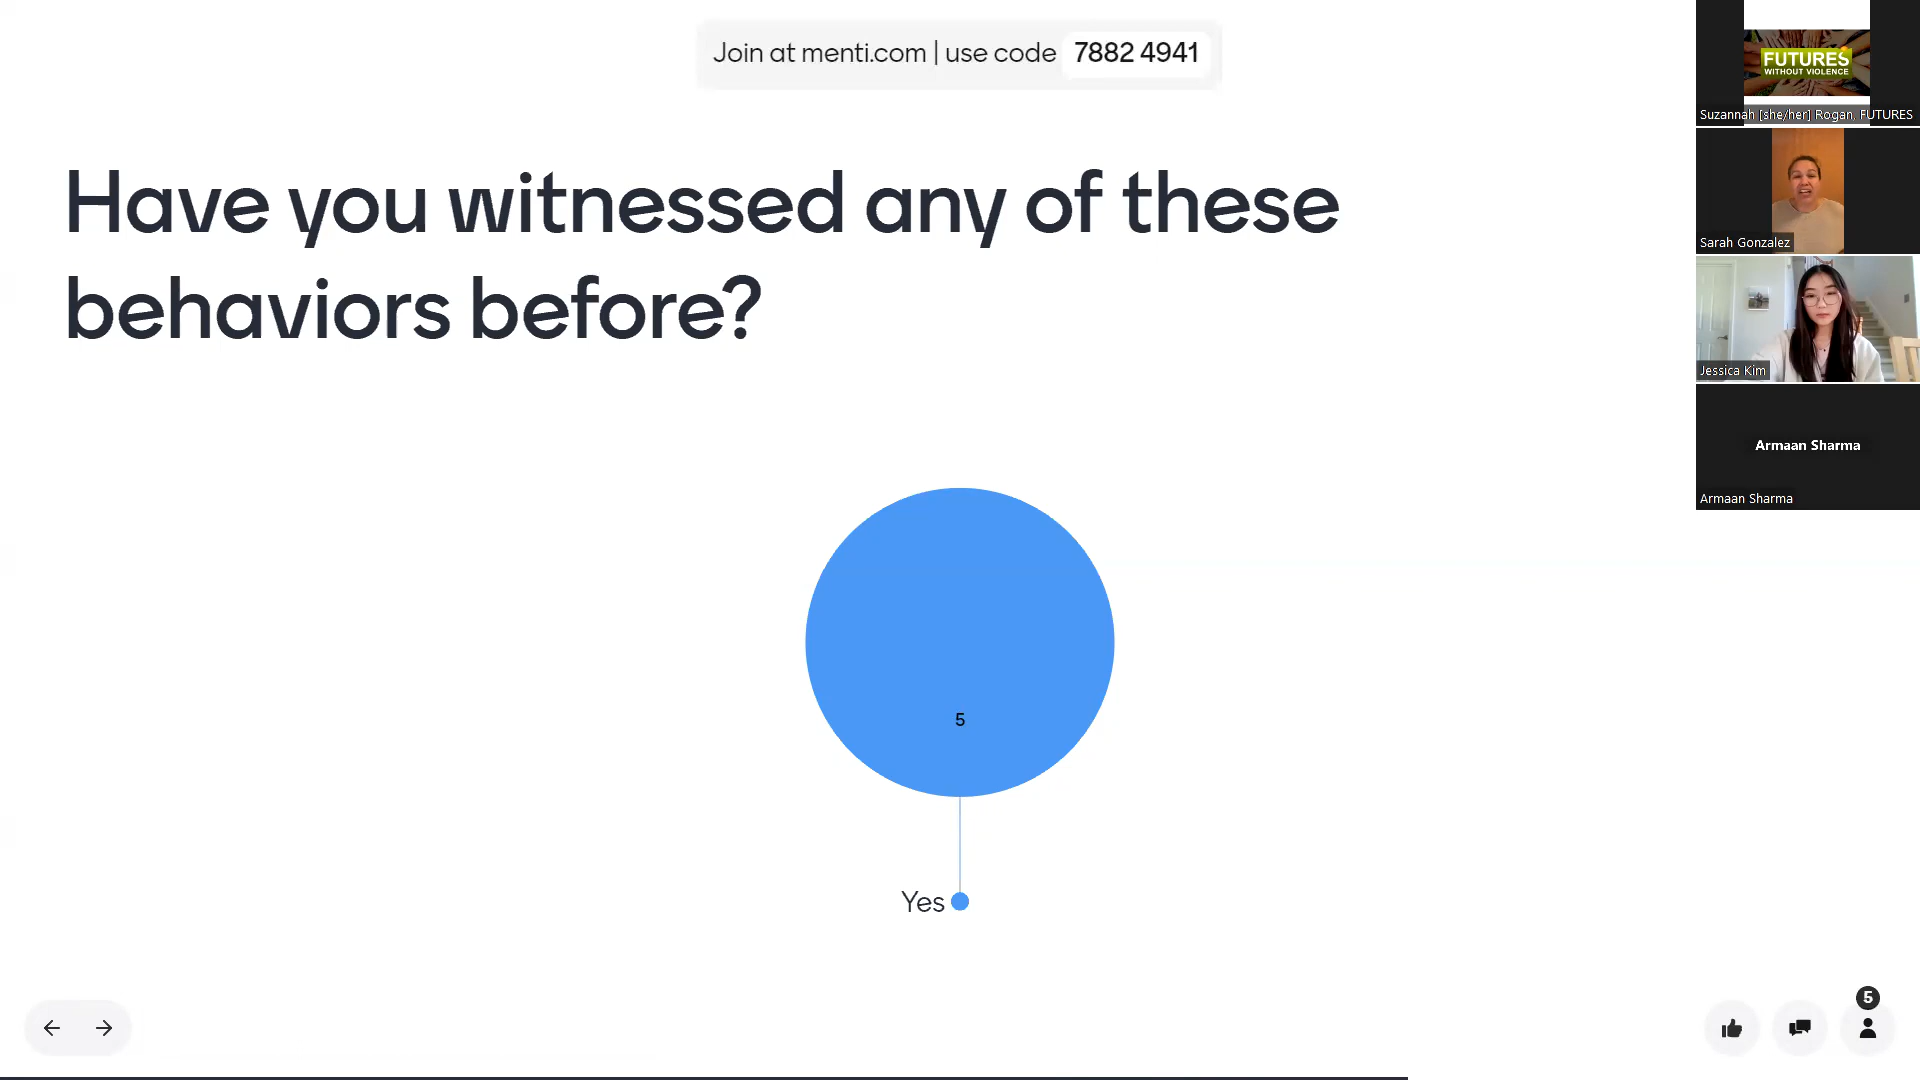 Join at menti.com | use code 7882 4941
Have you witnessed any of these
behaviors before?
5
Yes
5
FUTURES
WITHOUT VIOLENCE
Suzannah [she/her] Rogan, FUTURES
Sarah Gonzalez
Jessica Kim
Armaan Sharma
Armaan Sharma